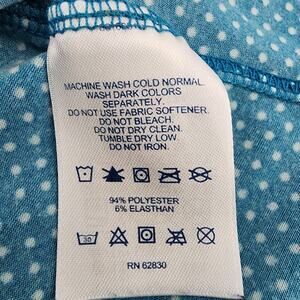 MACHINE WASH COLD NORMAL.
WASH DARK COLORS
SEPARATELY.
DO NOT USE FABRIC SOFTENER.
DO NOT BLEACH.
DO NOT DRY CLEAN.
TUMBLE DRY LOW.
DO NOT IRON.
94% POLYESTER
6% ELASTHAN
30
RN 62830